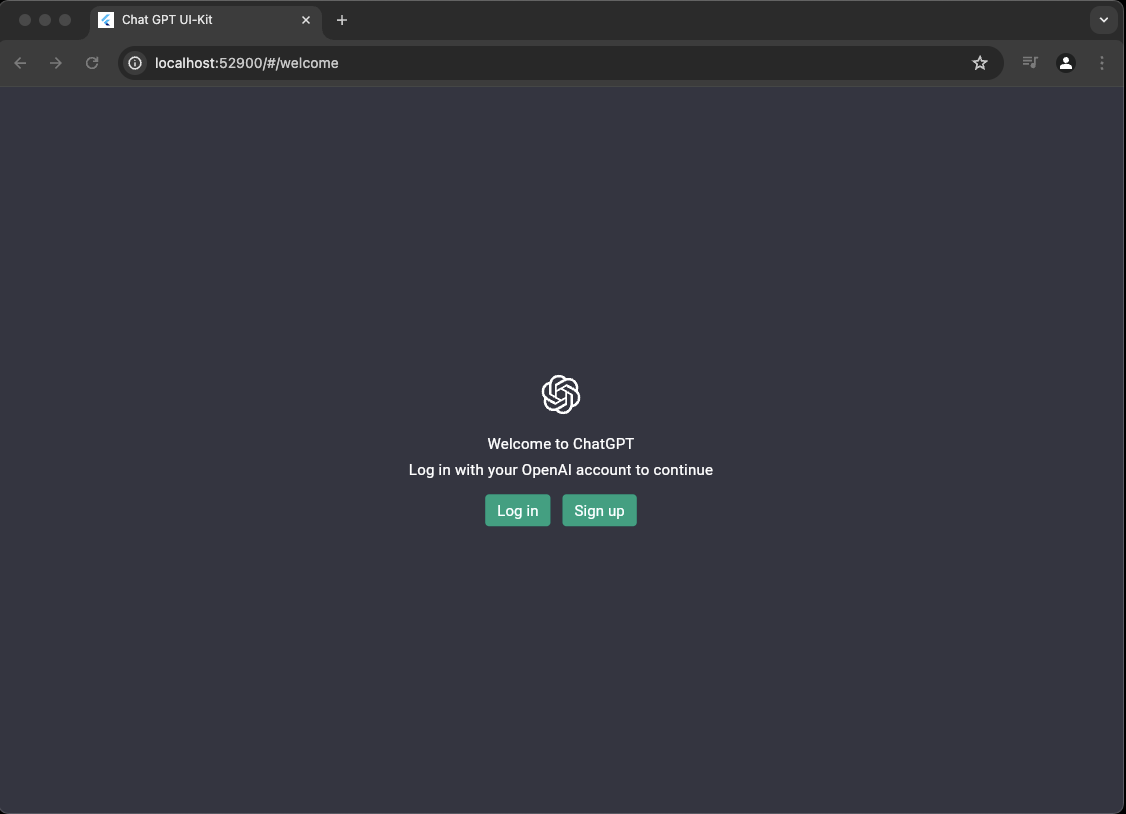 Chat GPT UI-Kit
localhost:52900/#/welcome
Welcome to ChatGPT
Log in with your OpenAI account to continue
Log in
Sign up